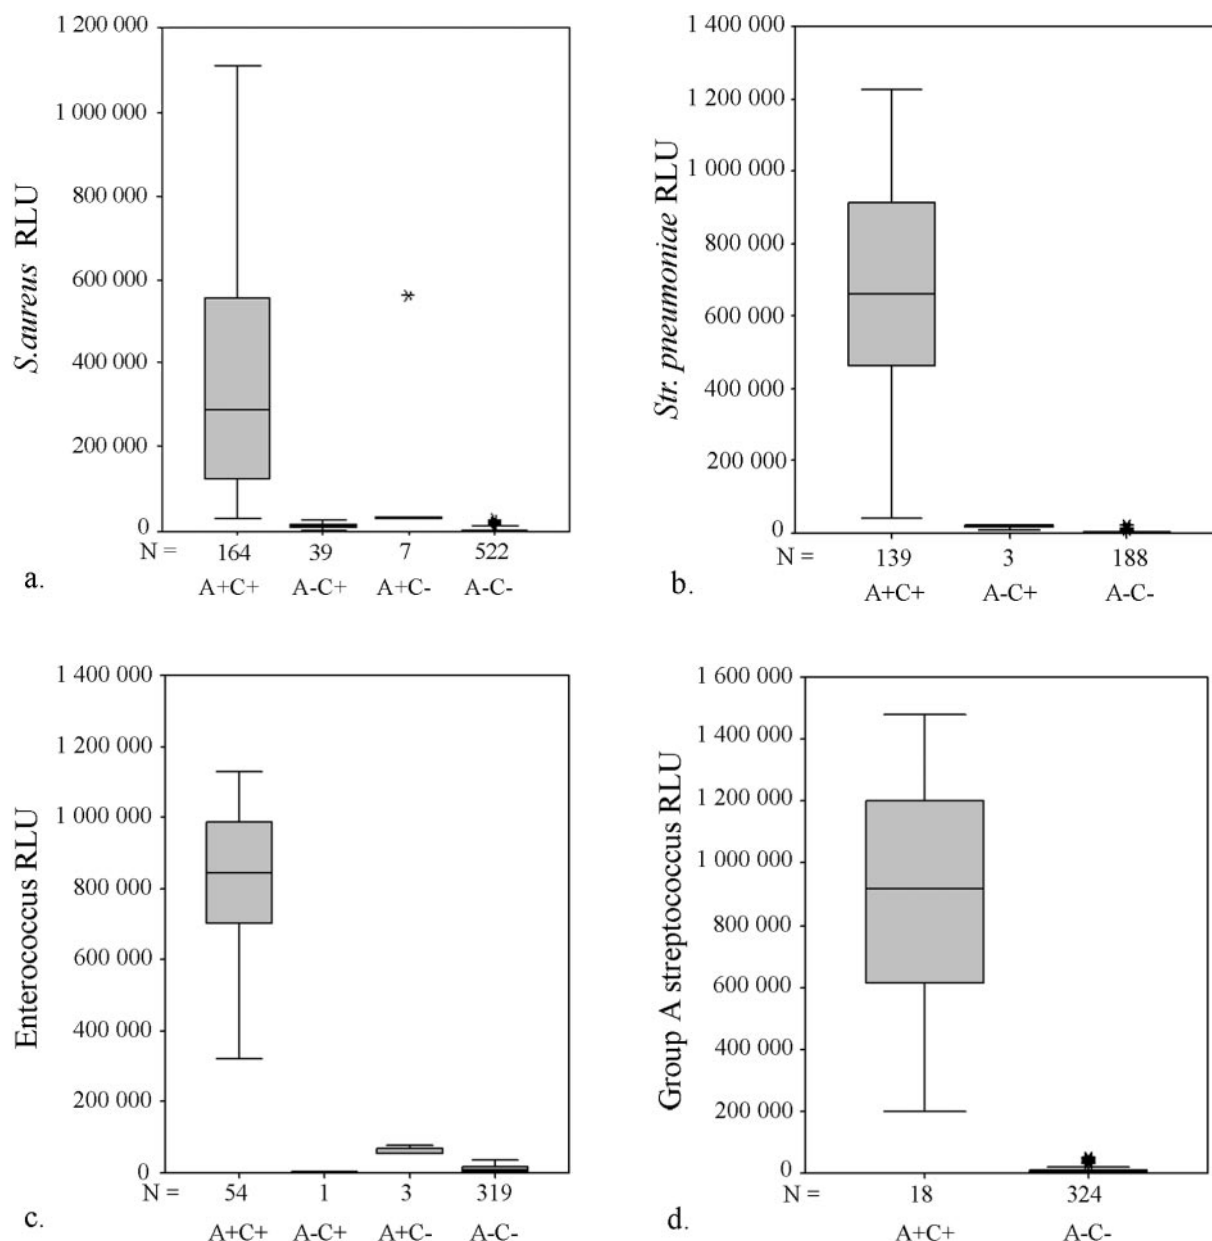 1 200 000
1 000 000
800 000
600 000
400 000
200 000
0
S.aureus RLU
N = 164 39 7 522
A+C+ A-C+ A+C- A-C-
a.
1 400 000
1 200 000
1 000 000
800 000
600 000
400 000
200 000
0
Str. pneumoniae RLU
N = 139 3 188
A+C+ A-C+ A-C-
b.
1 400 000
1 200 000
1 000 000
800 000
600 000
400 000
200 000
0
Enterococcus RLU
N = 54 1 3 319
A+C+ A-C+ A+C- A-C-
c.
1 600 000
1 400 000
1 200 000
1 000 000
800 000
600 000
400 000
200 000
0
Group A streptococcus RLU
N = 18 324
A+C+ A-C-
d.